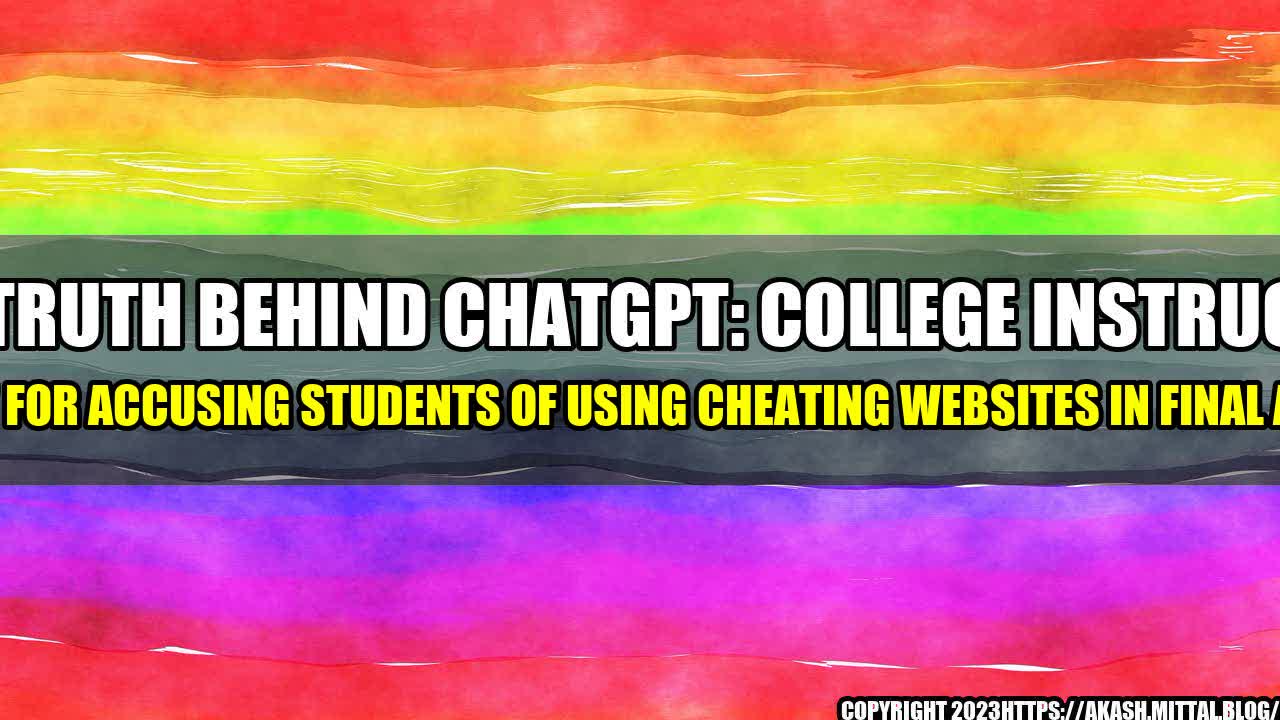 TRUTH BEHIND CHATGPT: COLLEGE INSTRUC
FOR ACCUSING STUDENTS OF USING CHEATING WEBSITES IN FINAL A
COPYRIGHT 2023HTTPS://AKASH.MITTAL.BLOG/